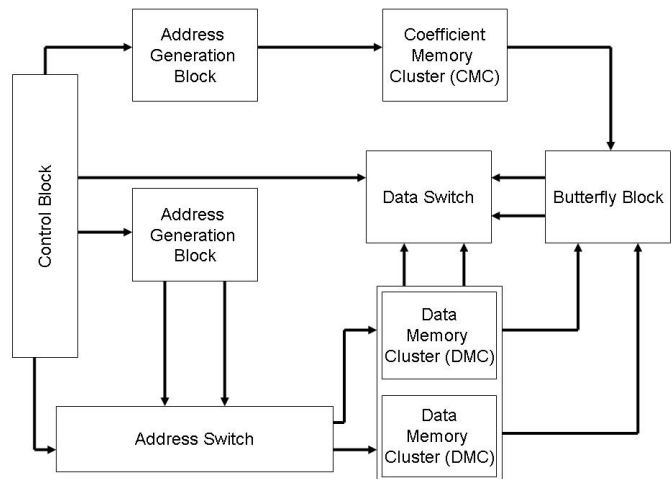 Address
Generation
Block
Coefficient
Memory
Cluster (CMC)
Control Block
Data Switch
Butterfly Block
Address
Generation
Block
Data
Memory
Cluster (DMC)
Address Switch
Data
Memory
Cluster (DMC)